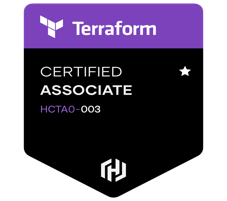 Terraform
CERTIFIED
ASSOCIATE
HCTA0-003